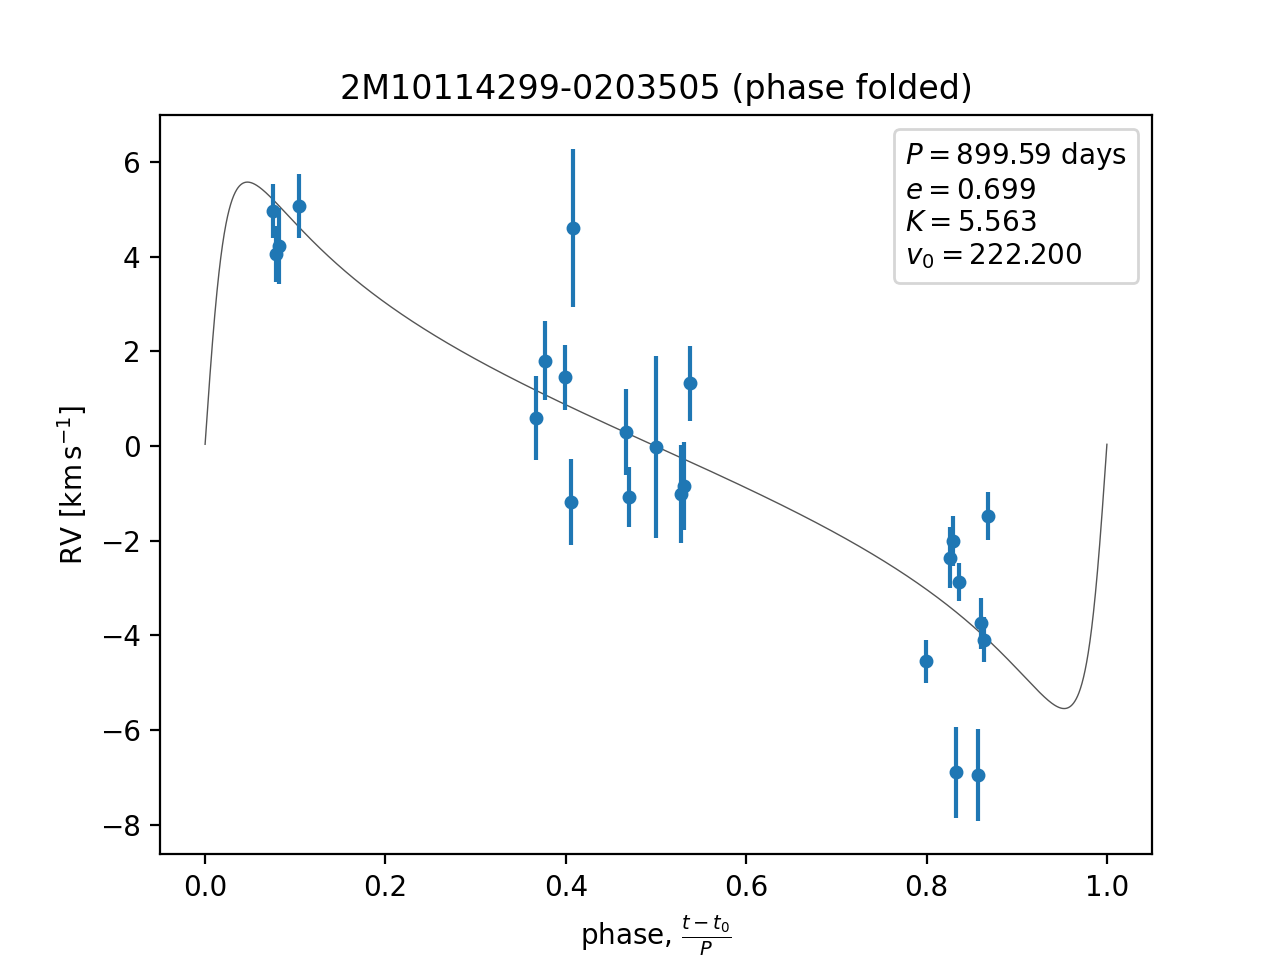 2M10114299-0203505 (phase folded)
P = 899.59 days
e = 0.699
K = 5.563
v₀ = 222.200
RV [km s⁻¹]
6
4
2
0
−2
−4
−6
−8
0.0 0.2 0.4 0.6 0.8 1.0
phase, (t − t₀)/P